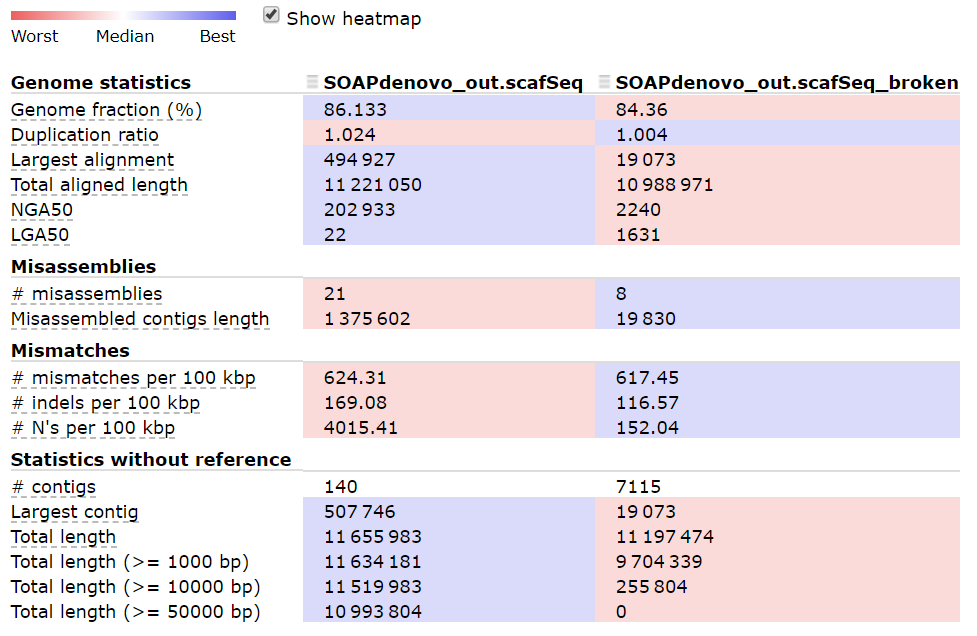 Show heatmap
Worst Median Best
Genome statistics SOAPdenovo_out.scafSeq SOAPdenovo_out.scafSeq_broken
Genome fraction (%) 86.133 84.36
Duplication ratio 1.024 1.004
Largest alignment 494 927 19 073
Total aligned length 11 221 050 10 988 971
NGA50 202 933 2240
LGA50 22 1631
Misassemblies
# misassemblies 21 8
Misassembled contigs length 1 375 602 19 830
Mismatches
# mismatches per 100 kbp 624.31 617.45
# indels per 100 kbp 169.08 116.57
# N's per 100 kbp 4015.41 152.04
Statistics without reference
# contigs 140 7115
Largest contig 507 746 19 073
Total length 11 655 983 11 197 474
Total length (>= 1000 bp) 11 634 181 9 704 339
Total length (>= 10000 bp) 11 519 983 255 804
Total length (>= 50000 bp) 10 993 804 0